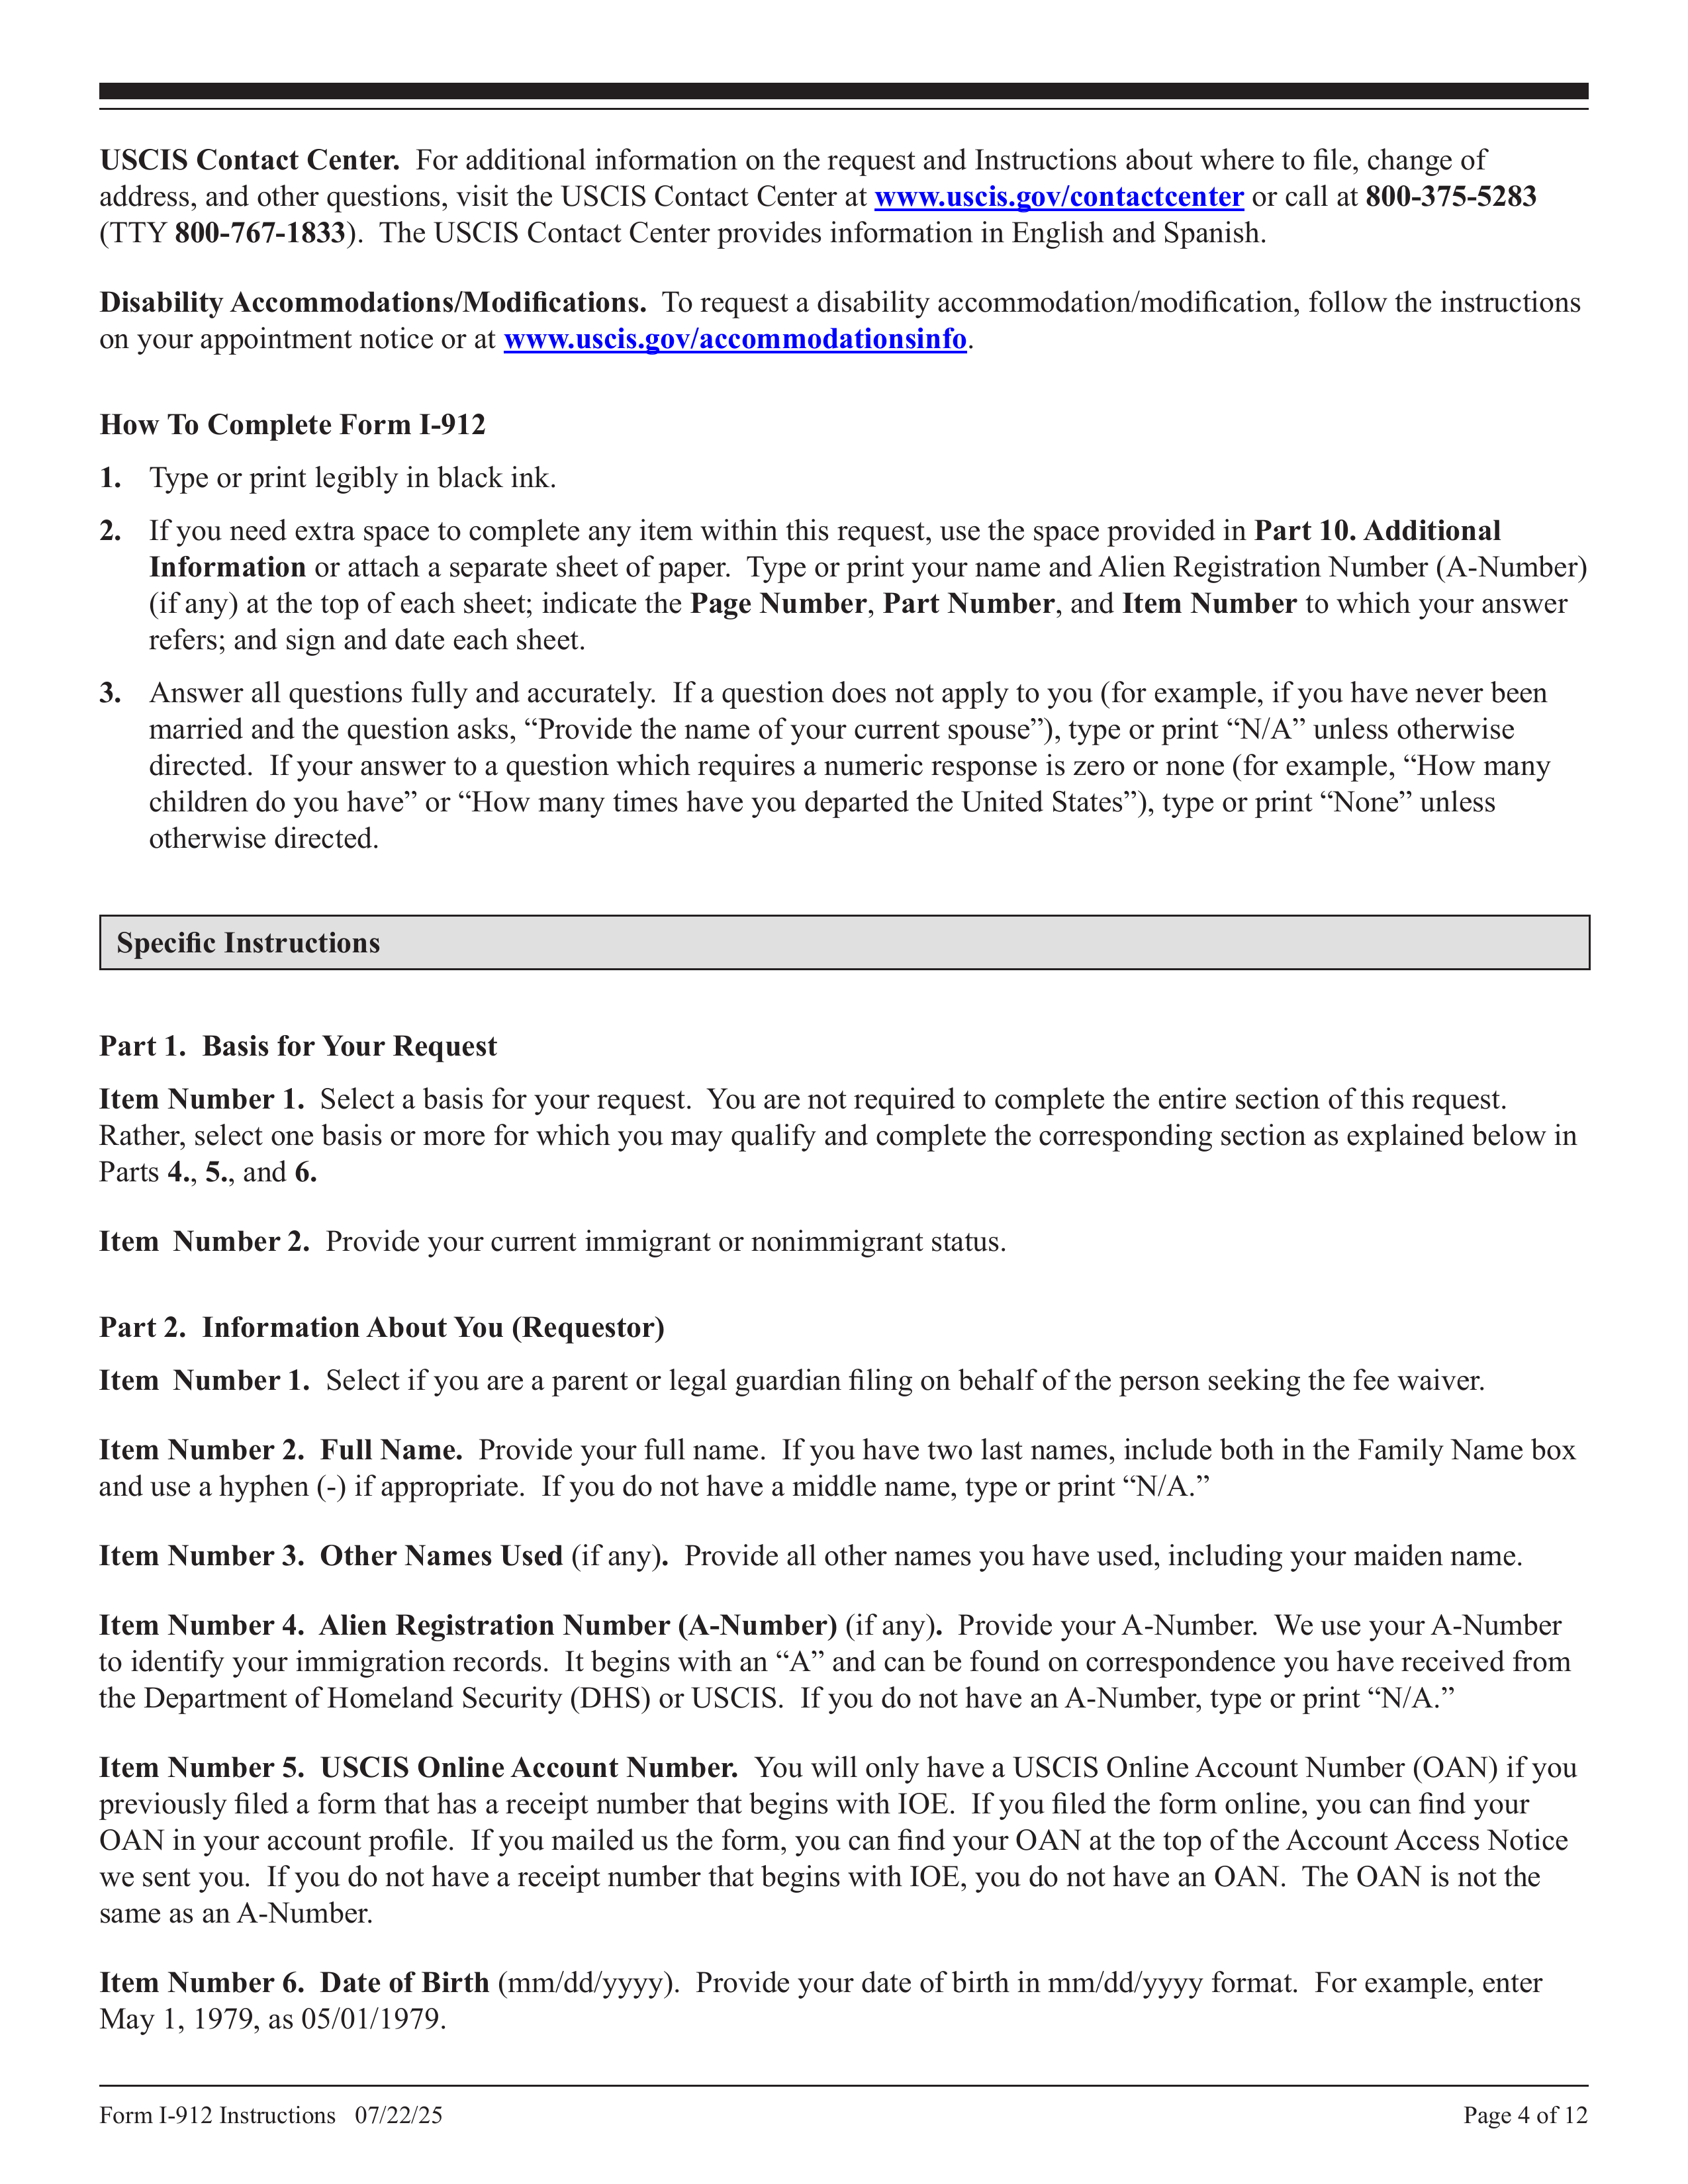 USCIS Contact Center.  For additional information on the request and Instructions about where to file, change of
address, and other questions, visit the USCIS Contact Center at www.uscis.gov/contactcenter or call at 800-375-5283
(TTY 800-767-1833).  The USCIS Contact Center provides information in English and Spanish.
Disability Accommodations/Modifications.  To request a disability accommodation/modification, follow the instructions
on your appointment notice or at www.uscis.gov/accommodationsinfo.
How To Complete Form I-912
1. Type or print legibly in black ink.
2. If you need extra space to complete any item within this request, use the space provided in Part 10. Additional
Information or attach a separate sheet of paper.  Type or print your name and Alien Registration Number (A-Number)
(if any) at the top of each sheet; indicate the Page Number, Part Number, and Item Number to which your answer
refers; and sign and date each sheet.
3. Answer all questions fully and accurately.  If a question does not apply to you (for example, if you have never been
married and the question asks, “Provide the name of your current spouse”), type or print “N/A” unless otherwise
directed.  If your answer to a question which requires a numeric response is zero or none (for example, “How many
children do you have” or “How many times have you departed the United States”), type or print “None” unless
otherwise directed.
Specific Instructions
Part 1.  Basis for Your Request
Item Number 1.  Select a basis for your request.  You are not required to complete the entire section of this request.
Rather, select one basis or more for which you may qualify and complete the corresponding section as explained below in
Parts 4., 5., and 6.
Item  Number 2.  Provide your current immigrant or nonimmigrant status.
Part 2.  Information About You (Requestor)
Item  Number 1.  Select if you are a parent or legal guardian filing on behalf of the person seeking the fee waiver.
Item Number 2.  Full Name.  Provide your full name.  If you have two last names, include both in the Family Name box
and use a hyphen (-) if appropriate.  If you do not have a middle name, type or print “N/A.”
Item Number 3.  Other Names Used (if any).  Provide all other names you have used, including your maiden name.
Item Number 4.  Alien Registration Number (A-Number) (if any).  Provide your A-Number.  We use your A-Number
to identify your immigration records.  It begins with an “A” and can be found on correspondence you have received from
the Department of Homeland Security (DHS) or USCIS.  If you do not have an A-Number, type or print “N/A.”
Item Number 5.  USCIS Online Account Number.  You will only have a USCIS Online Account Number (OAN) if you
previously filed a form that has a receipt number that begins with IOE.  If you filed the form online, you can find your
OAN in your account profile.  If you mailed us the form, you can find your OAN at the top of the Account Access Notice
we sent you.  If you do not have a receipt number that begins with IOE, you do not have an OAN.  The OAN is not the
same as an A-Number.
Item Number 6.  Date of Birth (mm/dd/yyyy).  Provide your date of birth in mm/dd/yyyy format.  For example, enter
May 1, 1979, as 05/01/1979.
Form I-912 Instructions   07/22/25
Page 4 of 12